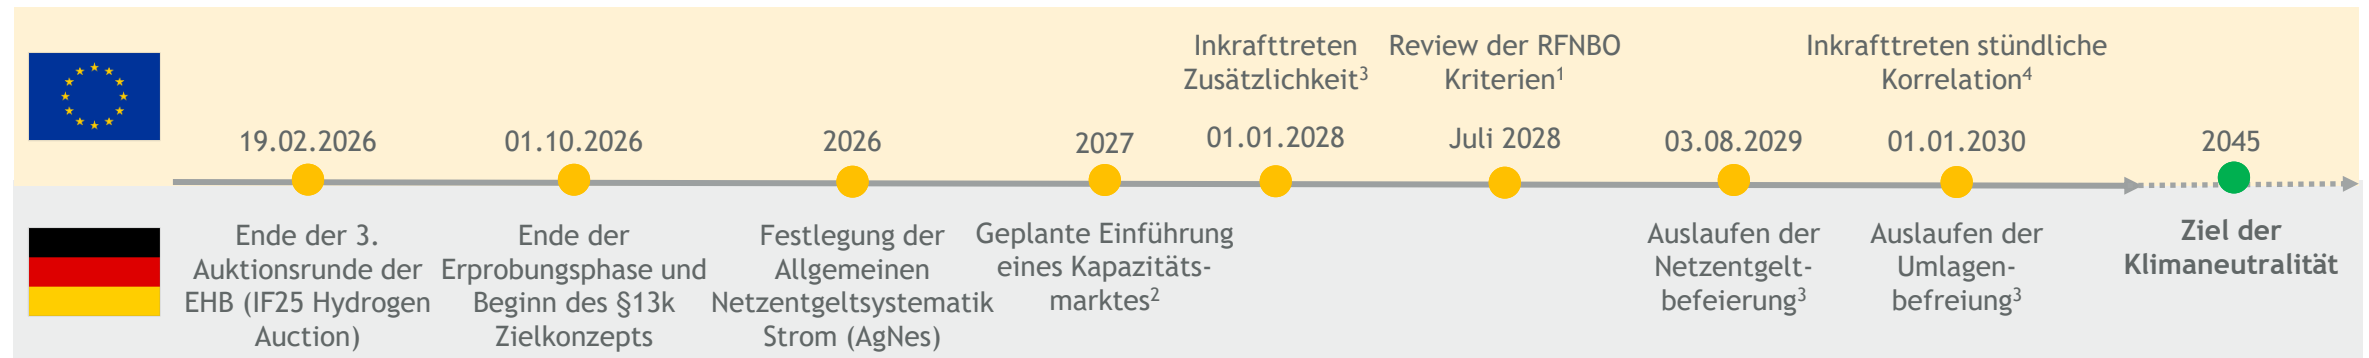 Inkrafttreten
Zusätzlichkeit³
Review der RFNBO
Kriterien¹
Inkrafttreten stündliche
Korrelation⁴
19.02.2026
01.10.2026
2026
2027
01.01.2028
Juli 2028
03.08.2029
01.01.2030
2045
Ende der 3.
Auktionsrunde der
EHB (IF25 Hydrogen
Auction)
Ende der
Erprobungsphase und
Beginn des §13k
Zielkonzepts
Festlegung der
Allgemeinen
Netzentgeltsystematik
Strom (AgNes)
Geplante Einführung
eines Kapazitäts-
marktes²
Auslaufen der
Netzentgelt-
befeierung³
Auslaufen der
Umlagen-
befreiung³
Ziel der
Klimaneutralität